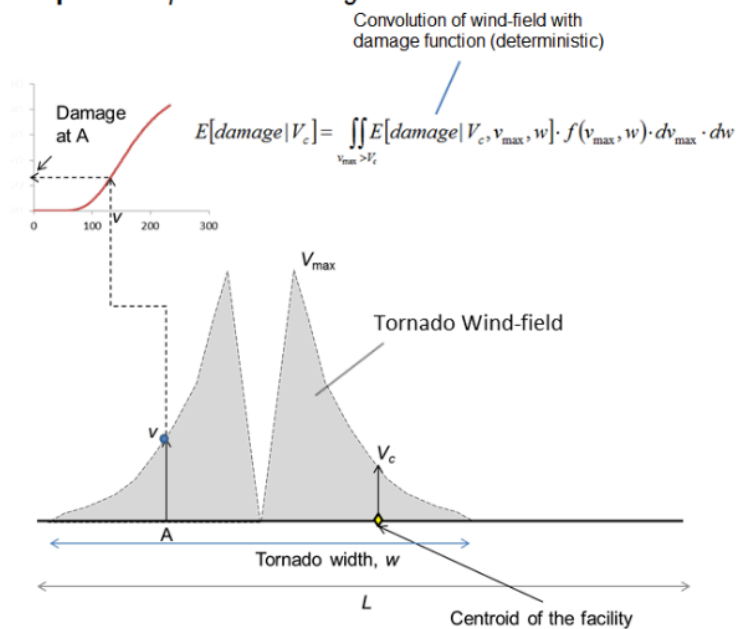 Convolution of wind-field with
damage function (deterministic)
Damage
at A
E[damage|V_c] = ∬ E[damage|V_c, v_max, w]· f(v_max, w)·dv_max ·dw
v_max >V_c
v
0 100 200 300
V_max
Tornado Wind-field
v
V_c
A
Tornado width, w
L
Centroid of the facility